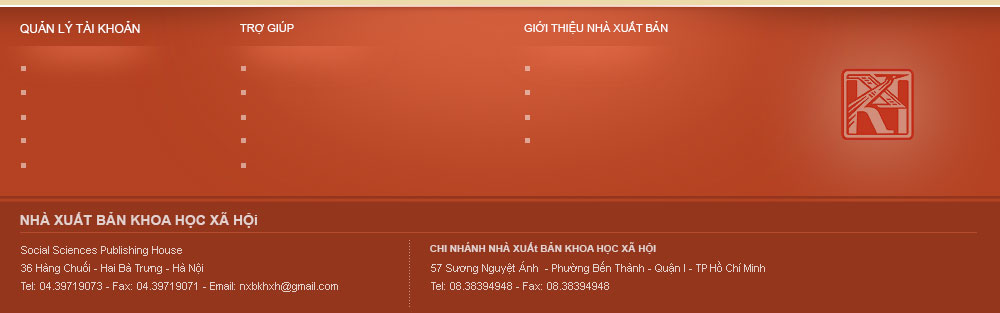 QUẢN LÝ TÀI KHOẢN
TRỢ GIÚP
GIỚI THIỆU NHÀ XUẤT BẢN
NHÀ XUẤT BẢN KHOA HỌC XÃ HỘi
Social Sciences Publishing House
36 Hàng Chuối - Hai Bà Trưng - Hà Nội
Tel: 04.39719073 - Fax: 04.39719071 - Email: nxbkhxh@gmail.com
CHI NHÁNH NHÀ XUẤt BẢN KHOA HỌC XÃ HỘI
57 Sương Nguyệt Ánh - Phường Bến Thành - Quận I - TP Hồ Chí Minh
Tel: 08.38394948 - Fax: 08.38394948